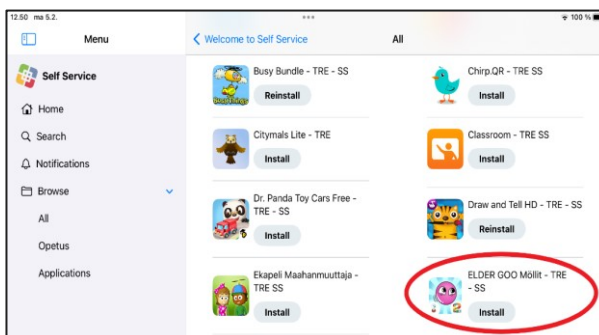 12.50 ma 5.2.
100 %
Menu
Welcome to Self Service
All
Self Service
Home
Search
Notifications
Browse
All
Opetus
Applications
Busy Bundle - TRE - SS
Reinstall
Chirp.QR - TRE SS
Install
Citymals Lite - TRE
Install
Classroom - TRE SS
Install
Dr. Panda Toy Cars Free -
TRE - SS
Install
Draw and Tell HD - TRE - SS
Reinstall
Ekapeli Maahanmuuttaja -
TRE SS
Install
ELDER GOO Möllit - TRE
- SS
Install